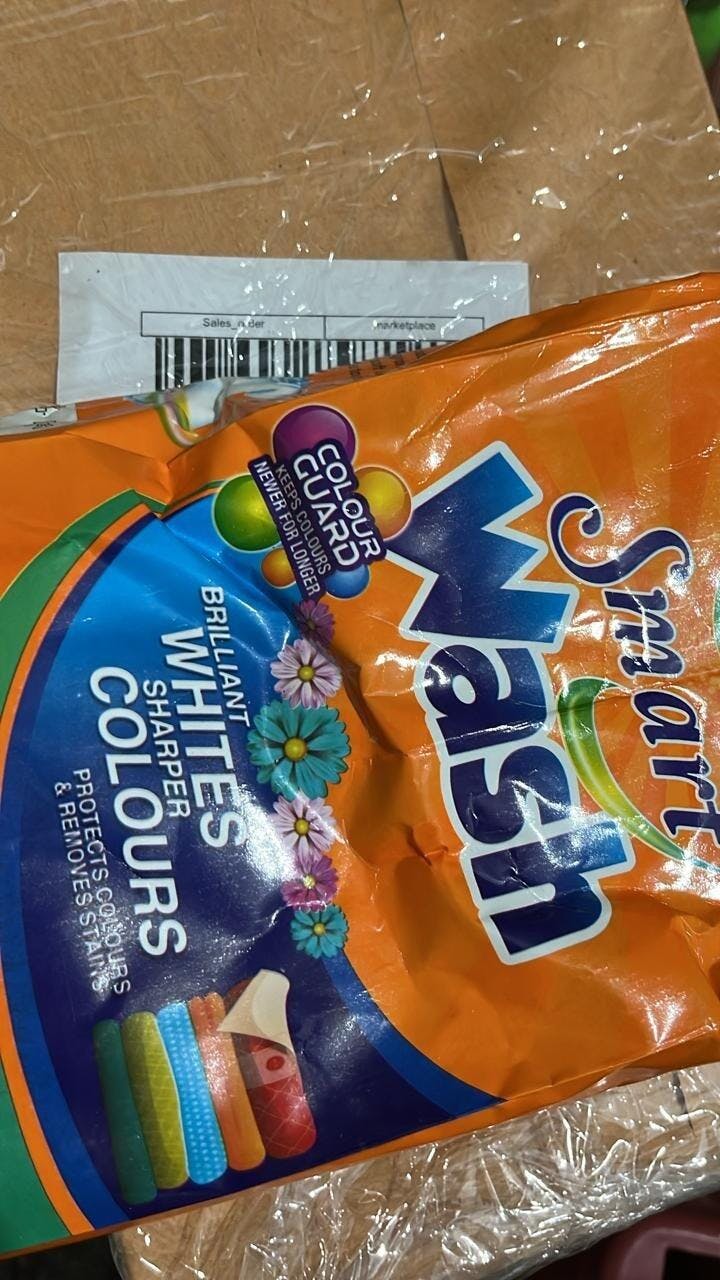 Sales_order
marketplace
Smart
Wash
COLOUR
GUARD
KEEPS COLOURS
NEWER FOR LONGER
BRILLIANT
WHITES
SHARPER
COLOURS
PROTECTS COLOURS
& REMOVES STAINS